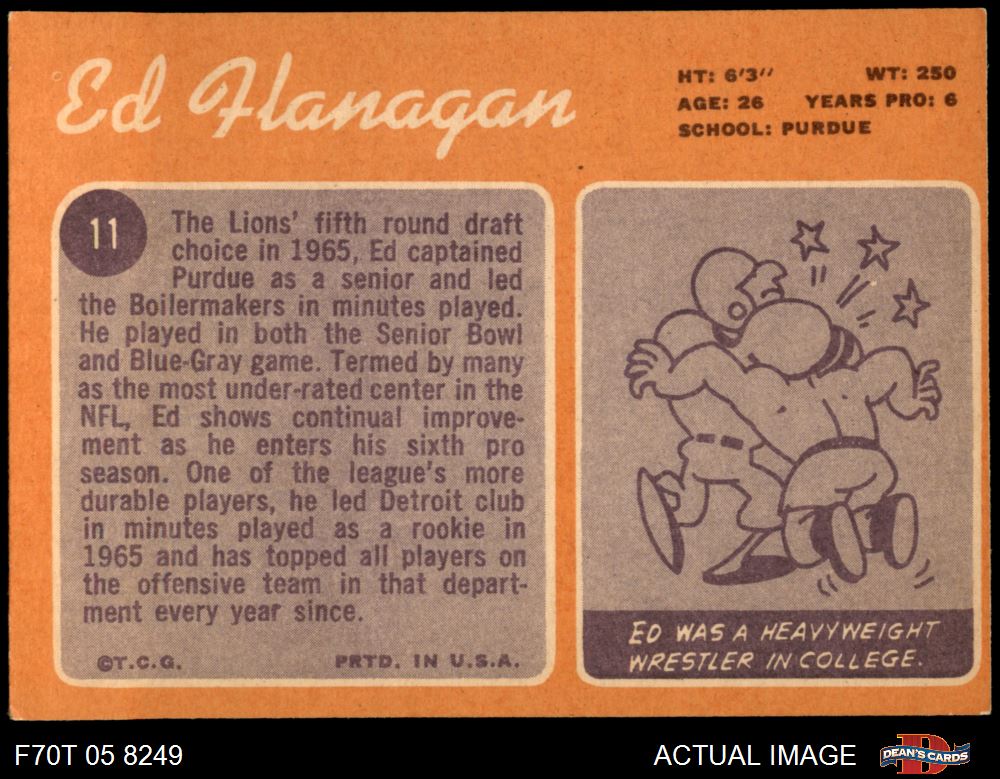 Ed Flanagan
HT: 6'3" WT: 250
AGE: 26 YEARS PRO: 6
SCHOOL: PURDUE
11
The Lions' fifth round draft
choice in 1965, Ed captained
Purdue as a senior and led
the Boilermakers in minutes played.
He played in both the Senior Bowl
and Blue-Gray game. Termed by many
as the most under-rated center in the
NFL, Ed shows continual improve-
ment as he enters his sixth pro
season. One of the league's more
durable players, he led Detroit club
in minutes played as a rookie in
1965 and has topped all players on
the offensive team in that depart-
ment every year since.
©T.C.G. PRTD. IN U.S.A.
ED WAS A HEAVYWEIGHT
WRESTLER IN COLLEGE.
F70T 05 8249 ACTUAL IMAGE
DEAN'S CARDS